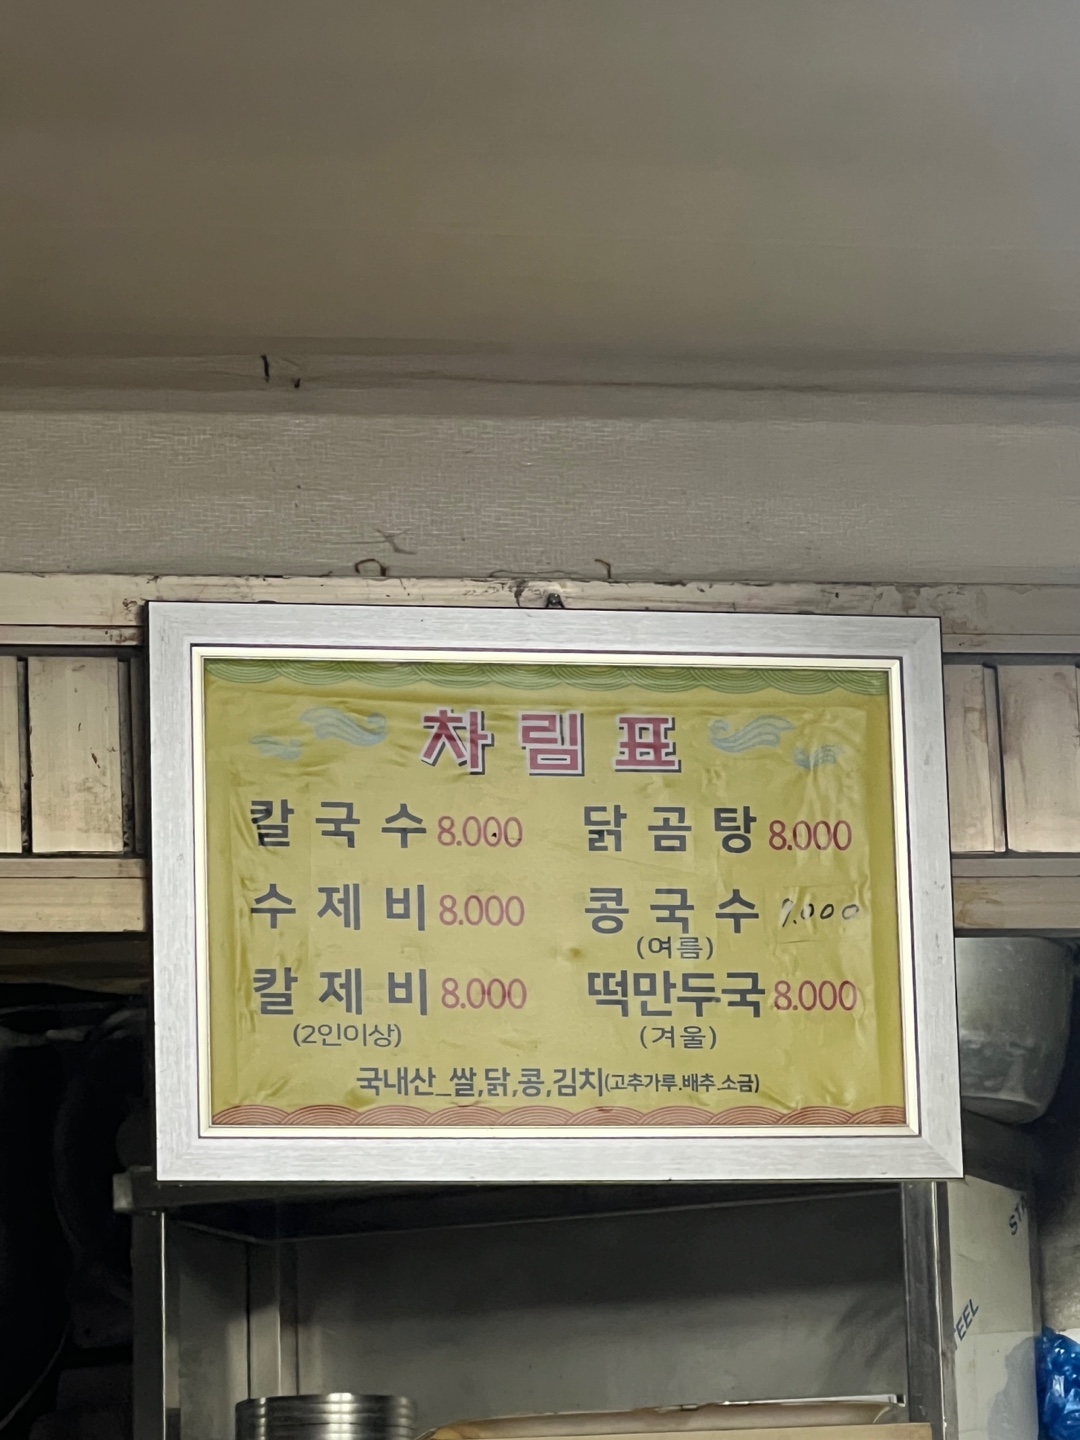 차림표
칼국수 8.000
수제비 8.000
칼제비 8.000
(2인이상)
닭곰탕 8.000
콩국수 9.000
(여름)
떡만두국 8.000
(겨울)
국내산_쌀,닭,콩,김치(고추가루.배추.소금)